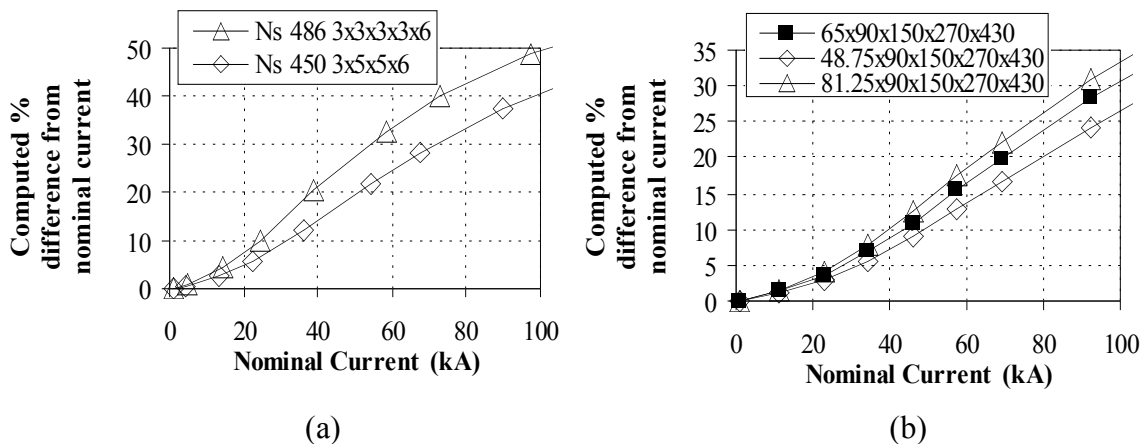 Ns 486 3x3x3x3x6
Ns 450 3x5x5x6
50
40
30
20
10
0
Computed %
difference from
nominal current
0 20 40 60 80 100
Nominal Current (kA)
(a)
65x90x150x270x430
48.75x90x150x270x430
81.25x90x150x270x430
35
30
25
20
15
10
5
0
Computed %
difference from
nominal current
0 20 40 60 80 100
Nominal Current (kA)
(b)